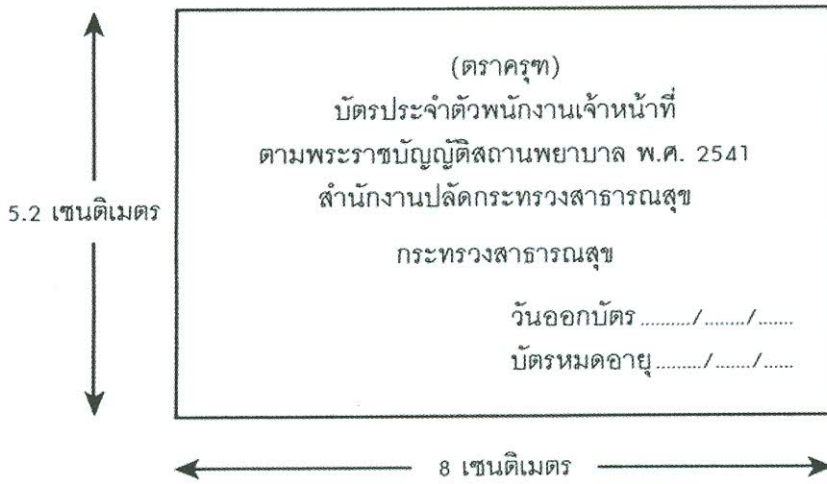 (ตราครุฑ)
บัตรประจำตัวพนักงานเจ้าหน้าที่
ตามพระราชบัญญัติสถานพยาบาล พ.ศ. 2541
สำนักงานปลัดกระทรวงสาธารณสุข
5.2 เซนติเมตร
กระทรวงสาธารณสุข
วันออกบัตร........./......../.......
บัตรหมดอายุ........./......./......
8 เซนติเมตร